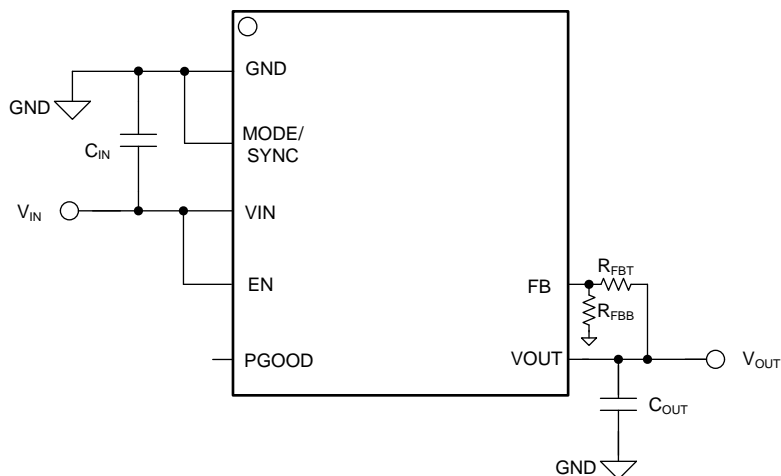 GND
GND
MODE/
SYNC
C_IN
V_IN
VIN
EN
FB
R_FBT
R_FBB
PGOOD
VOUT
V_OUT
C_OUT
GND